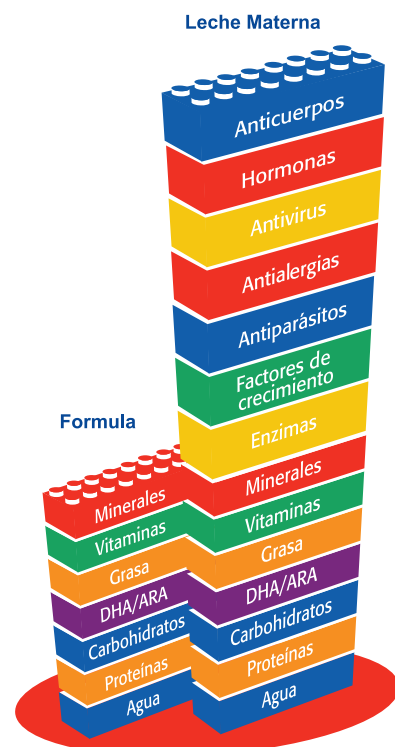 Leche Materna
Anticuerpos
Hormonas
Antivirus
Antialergias
Antiparásitos
Factores de
crecimiento
Enzimas
Minerales
Vitaminas
Grasa
DHA/ARA
Carbohidratos
Proteínas
Agua
Formula
Minerales
Vitaminas
Grasa
DHA/ARA
Carbohidratos
Proteínas
Agua